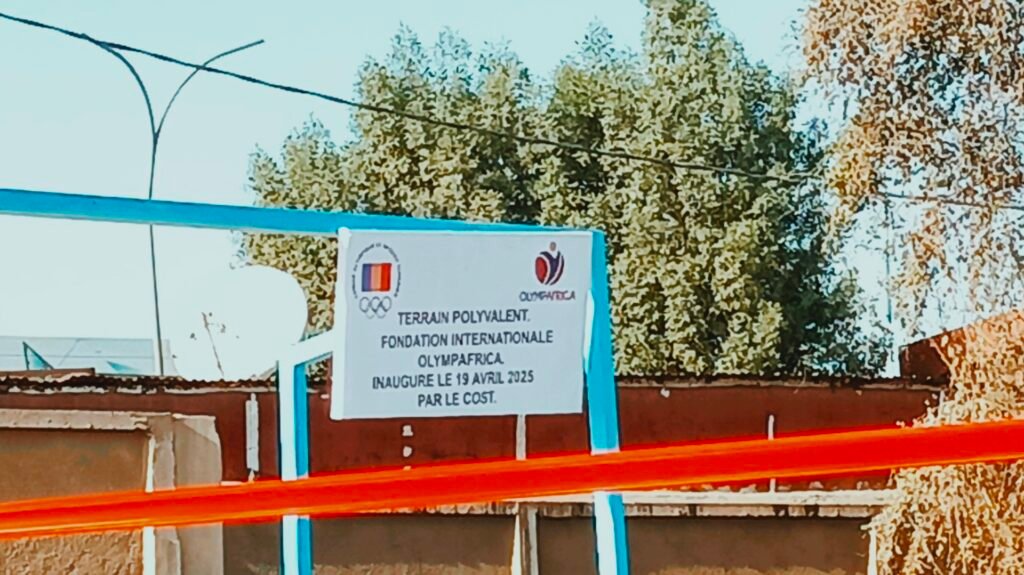 OLYMPAFRICA
TERRAIN POLYVALENT.
FONDATION INTERNATIONALE
OLYMPAFRICA.
INAUGURE LE 19 AVRIL 2025
PAR LE COST.